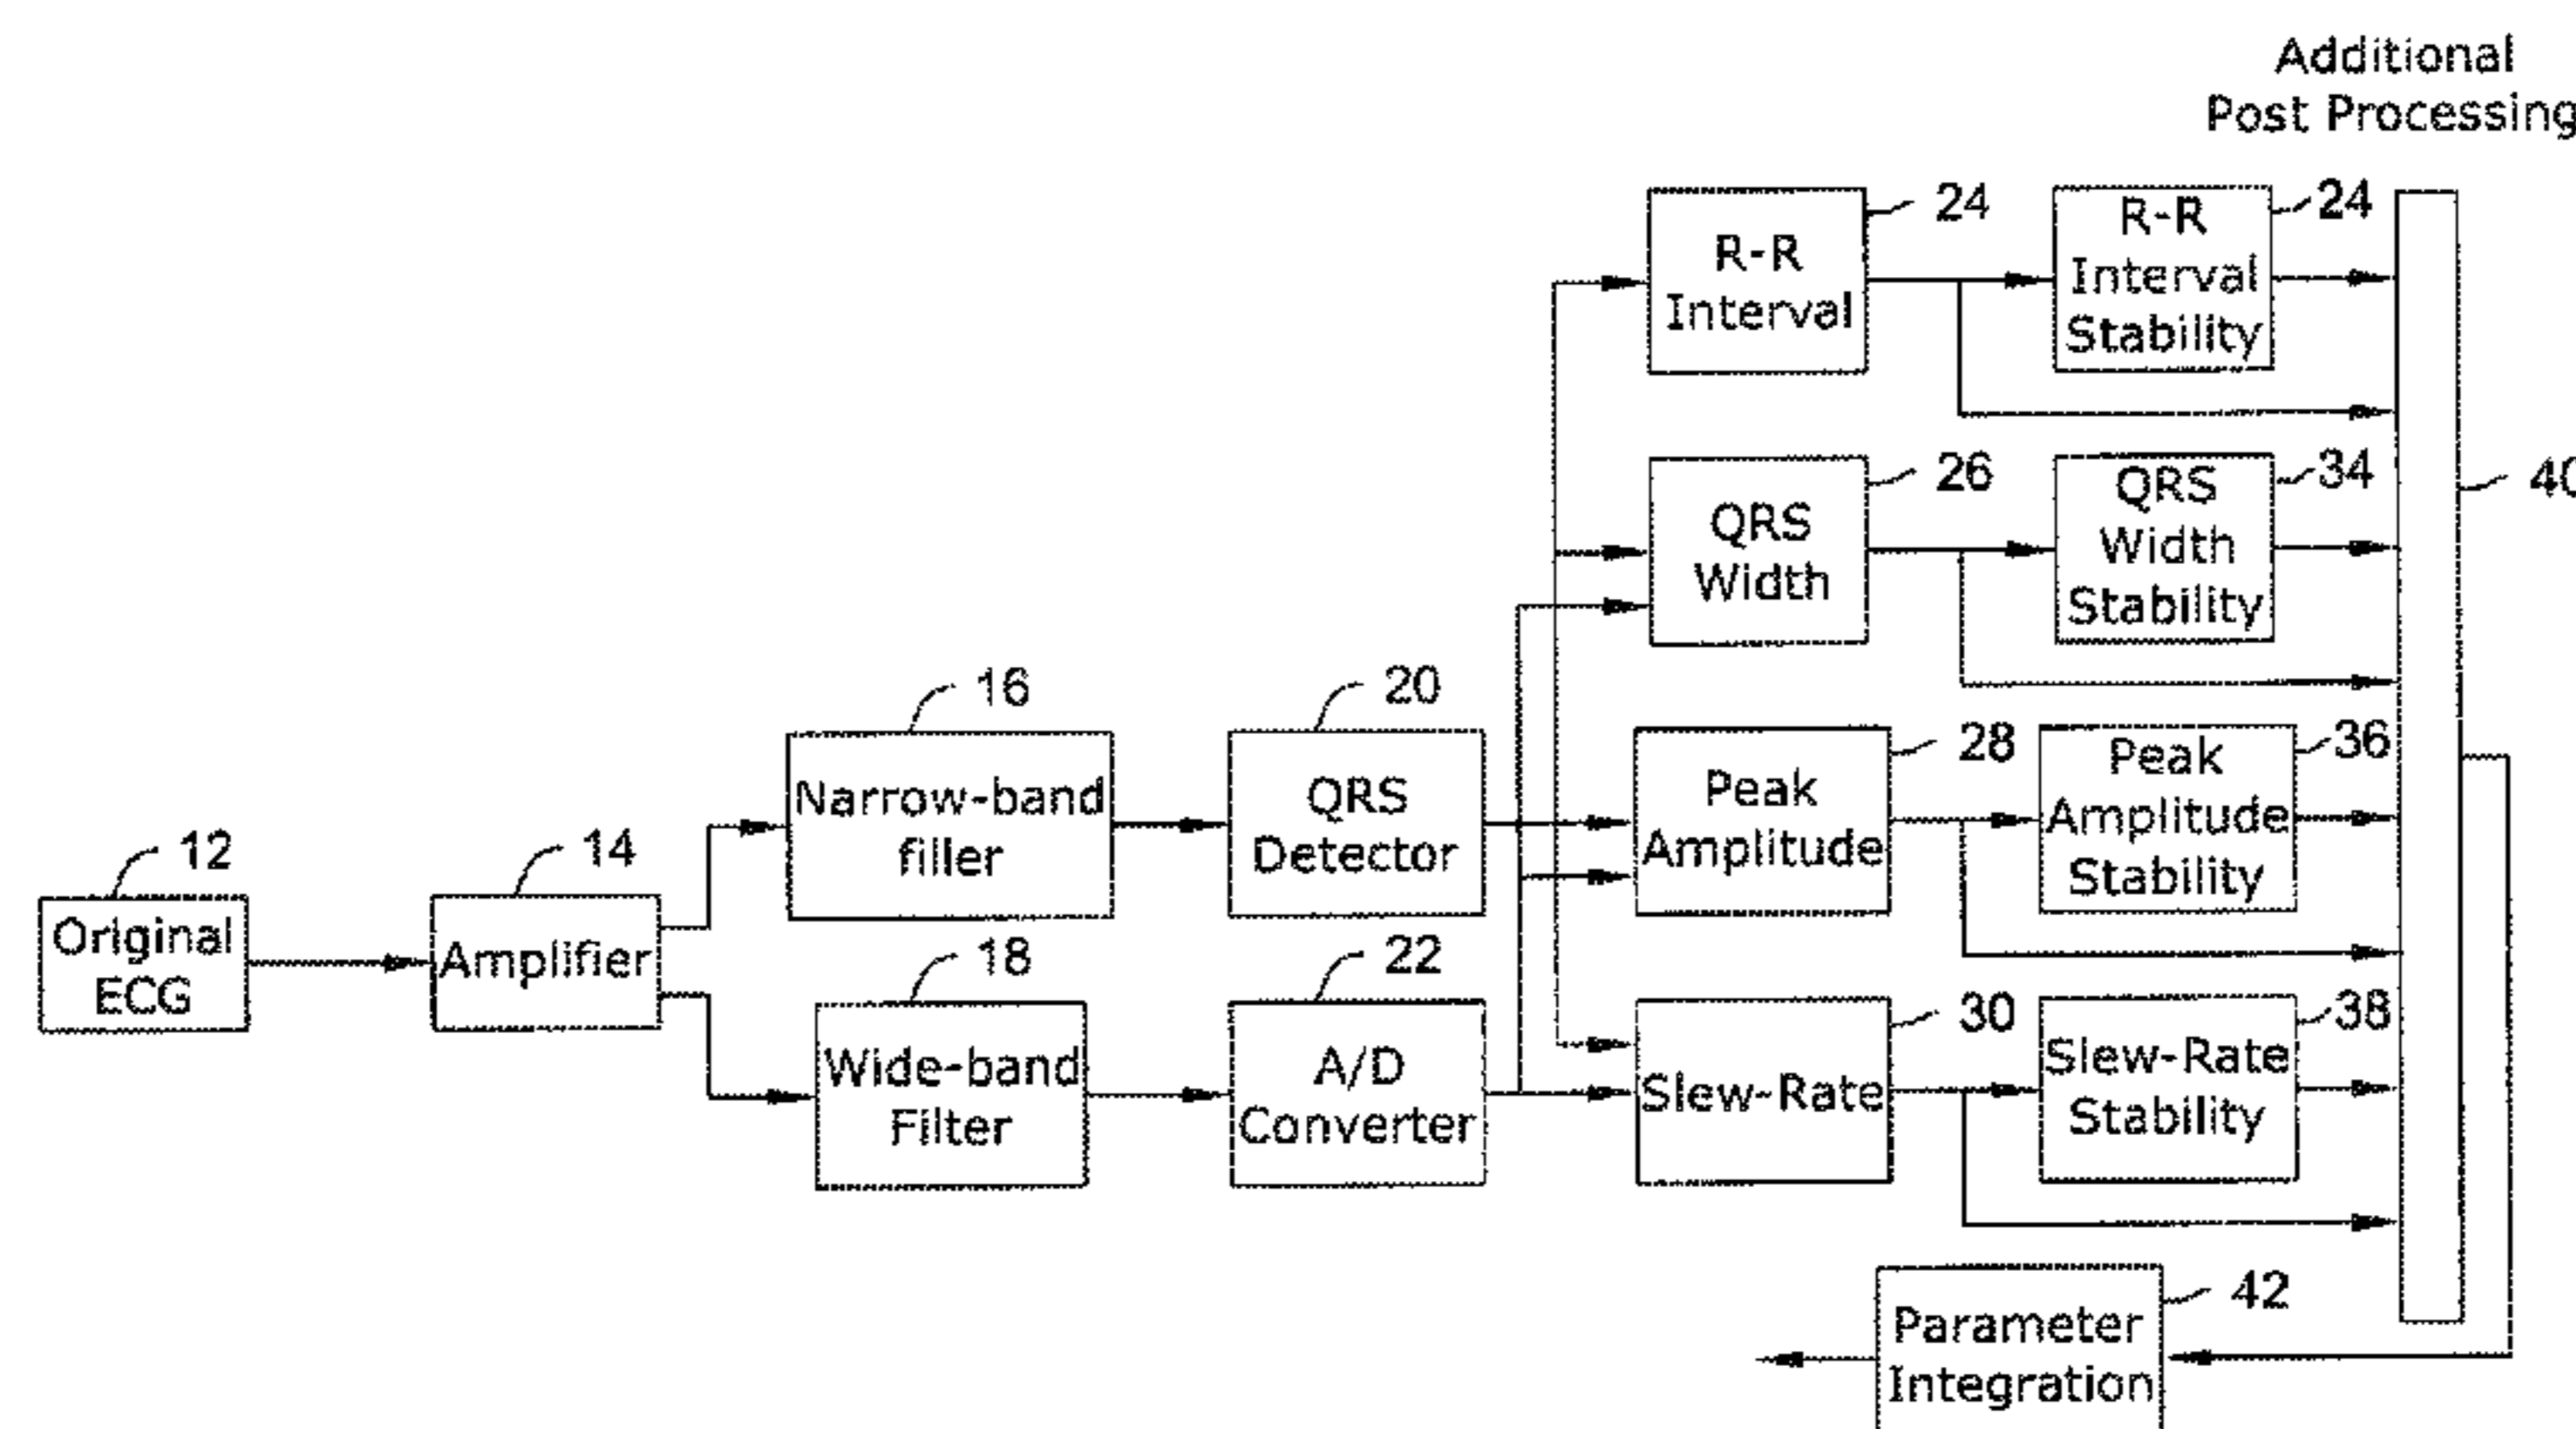 Additional
Post Processing
24
R-R
Interval
24
R-R
Interval
Stability
26
QRS
Width
34
QRS
Width
Stability
40
16
Narrow-band
filler
20
QRS
Detector
28
Peak
Amplitude
36
Peak
Amplitude
Stability
12
Original
ECG
14
Amplifier
18
Wide-band
Filter
22
A/D
Converter
30
Slew-Rate
38
Slew-Rate
Stability
42
Parameter
Integration